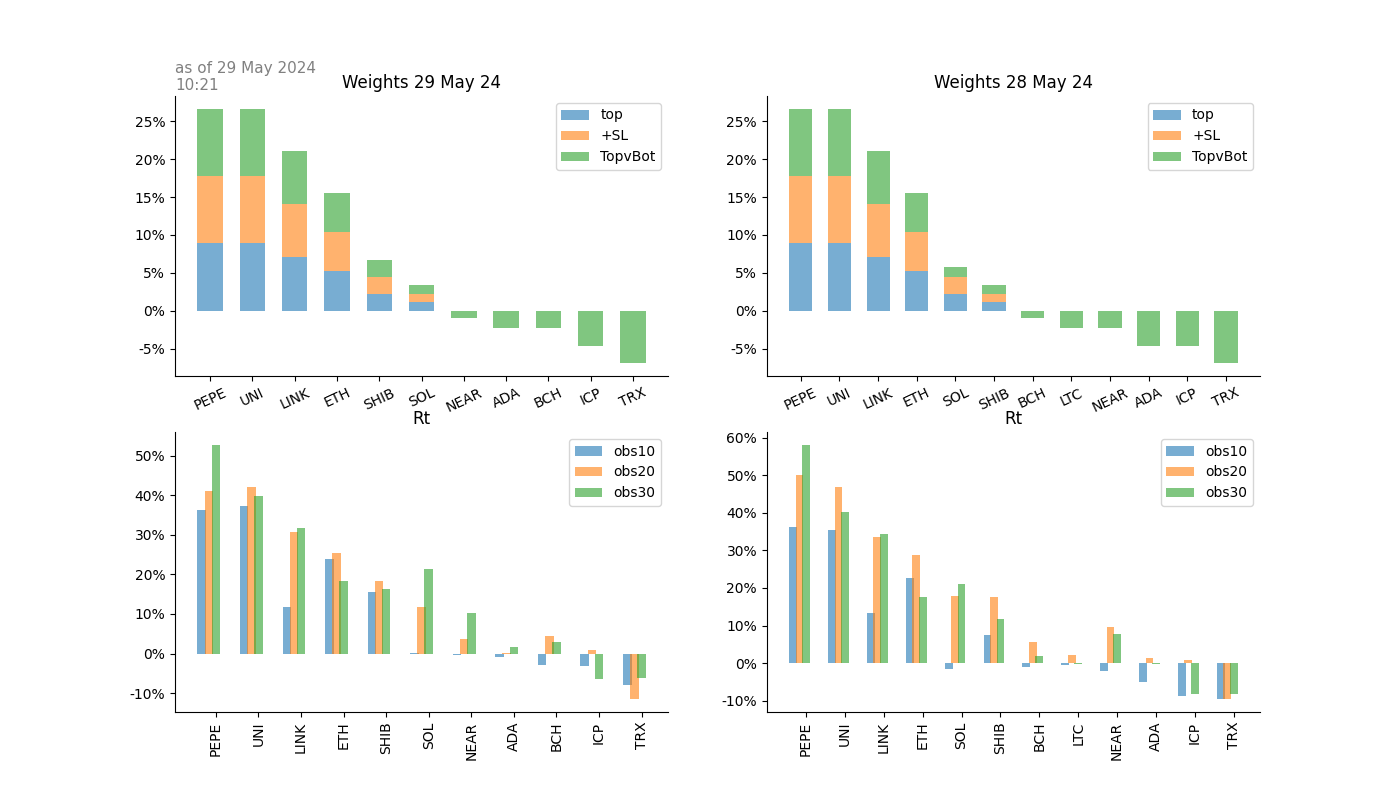 as of 29 May 2024
10:21
Weights 29 May 24
25%
20%
15%
10%
5%
0%
-5%
top
+SL
TopvBot
PEPE UNI LINK ETH SHIB SOL NEAR ADA BCH ICP TRX
Weights 28 May 24
25%
20%
15%
10%
5%
0%
-5%
top
+SL
TopvBot
PEPE UNI LINK ETH SOL SHIB BCH LTC NEAR ADA ICP TRX
Rt
50%
40%
30%
20%
10%
0%
-10%
obs10
obs20
obs30
PEPE UNI LINK ETH SHIB SOL NEAR ADA BCH ICP TRX
Rt
60%
50%
40%
30%
20%
10%
0%
-10%
obs10
obs20
obs30
PEPE UNI LINK ETH SOL SHIB BCH LTC NEAR ADA ICP TRX